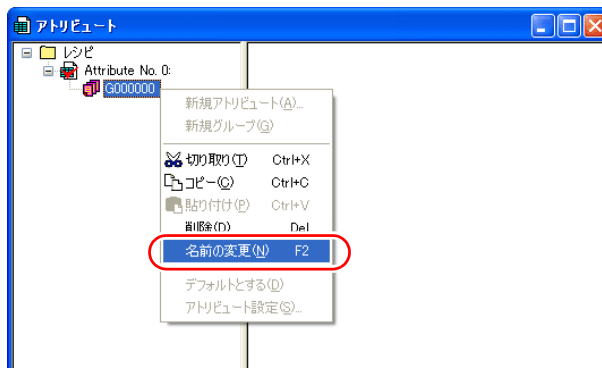 アトリビュート
レシピ
Attribute No. 0:
G000000
新規アトリビュート(A)...
新規グループ(G)
切り取り(T) Ctrl+X
コピー(C) Ctrl+C
貼り付け(P) Ctrl+V
削除(D) Del
名前の変更(N) F2
デフォルトとする(D)
アトリビュート設定(S)...